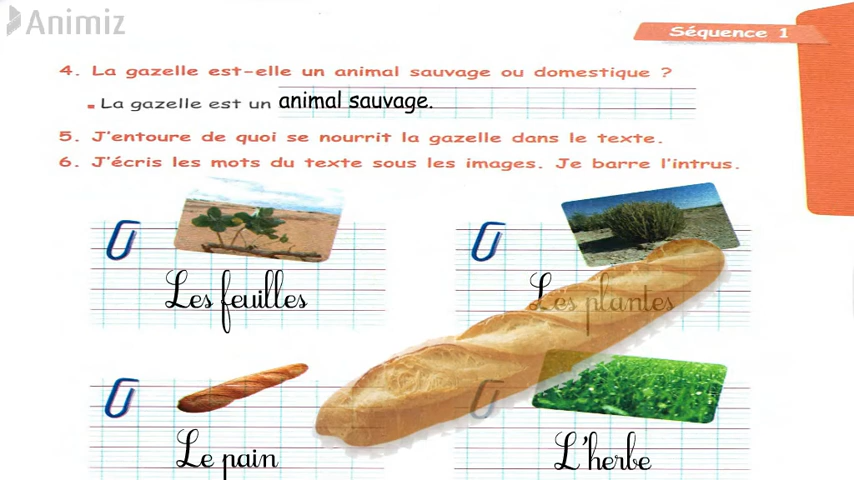 Animiz
Séquence 1
4. La gazelle est-elle un animal sauvage ou domestique ?
La gazelle est un animal sauvage.
5. J'entoure de quoi se nourrit la gazelle dans le texte.
6. J'écris les mots du texte sous les images. Je barre l'intrus.
Les feuilles
Les plantes
Le pain
L'herbe